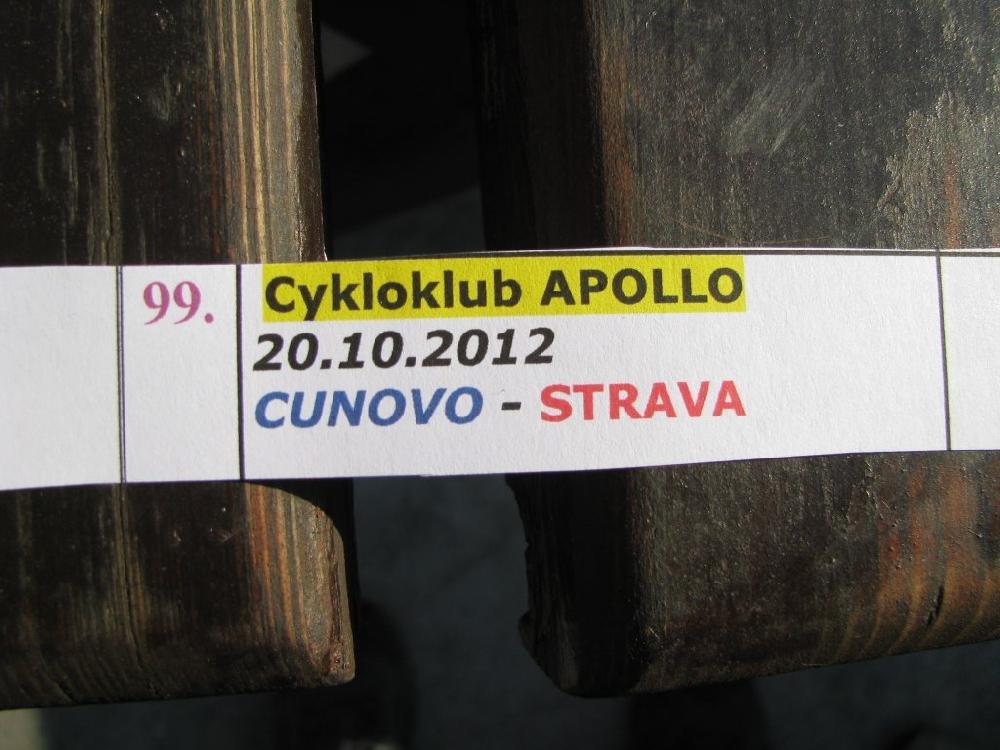 99.
Cykloklub APOLLO
20.10.2012
CUNOVO - STRAVA